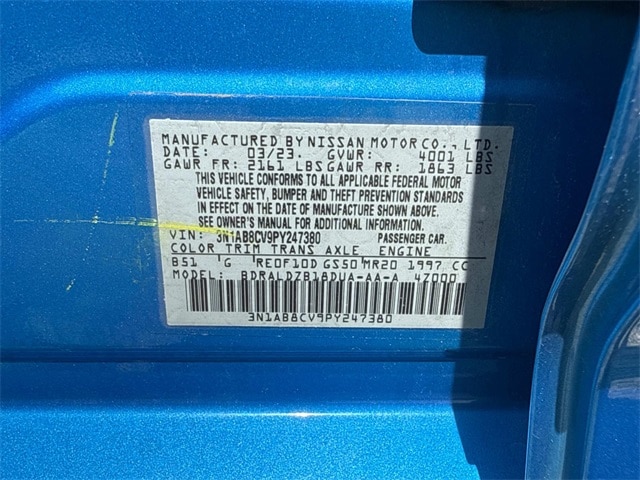 MANUFACTURED BY NISSAN MOTOR CO., LTD.
DATE: 03/23. GVWR: 4001 LBS
GAWR FR: 2161 LBS GAWR RR: 1863 LBS
THIS VEHICLE CONFORMS TO ALL APPLICABLE FEDERAL MOTOR
VEHICLE SAFETY, BUMPER AND THEFT PREVENTION STANDARDS
IN EFFECT ON THE DATE OF MANUFACTURE SHOWN ABOVE.
SEE OWNER'S MANUAL FOR ADDITIONAL INFORMATION.
VIN: 3N1AB8CV9PY247380 PASSENGER CAR.
COLOR TRIM TRANS AXLE ENGINE
B51 G RE0F10D GS50 MR20 1997 CC
MODEL: BDRALDZB18DUA-AA-A 47000
3N1AB8CV9PY247380